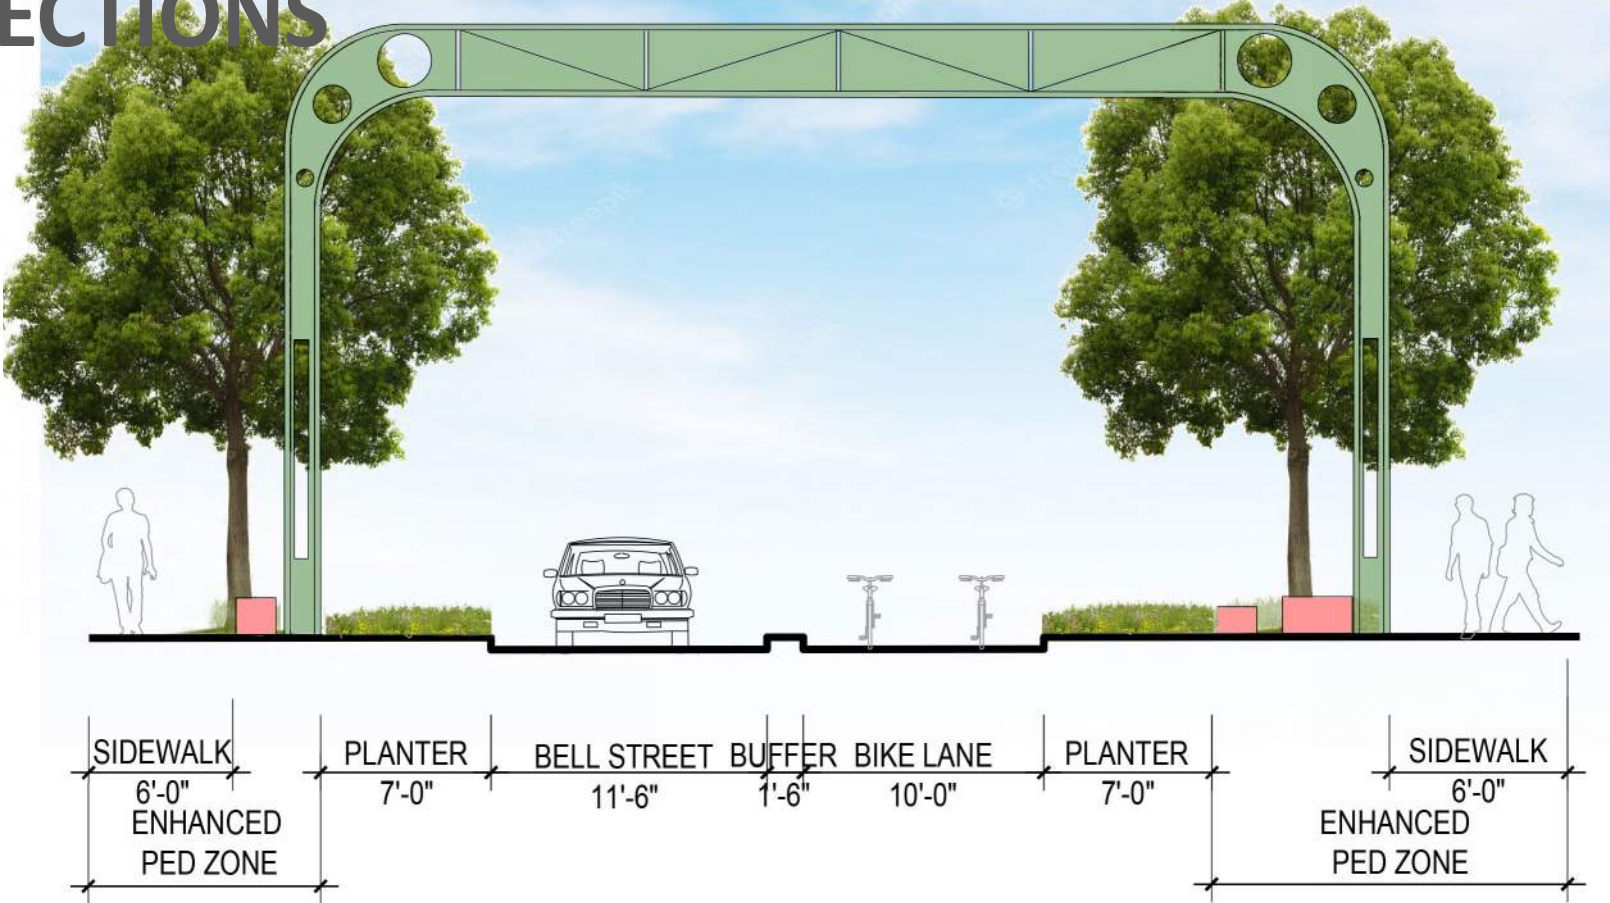 ECTIONS
SIDEWALK PLANTER BELL STREET BUFFER BIKE LANE PLANTER SIDEWALK
6'-0" 7'-0" 11'-6" 1'-6" 10'-0" 7'-0" 6'-0"
ENHANCED ENHANCED
PED ZONE PED ZONE